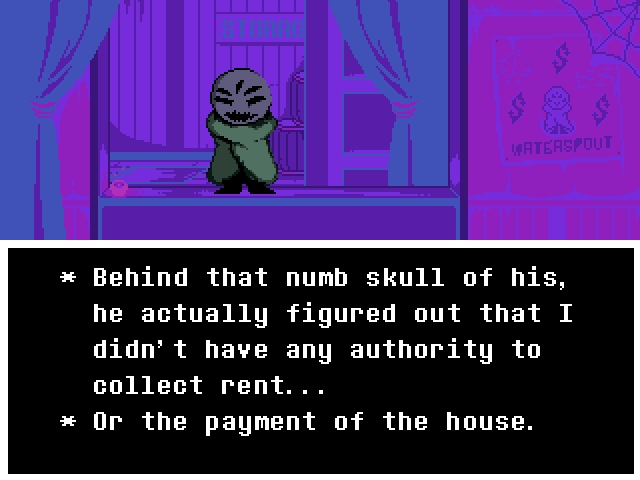 STORAG
$
$ $
WATERSPOUT
* Behind that numb skull of his,
he actually figured out that I
didn't have any authority to
collect rent...
* Or the payment of the house.